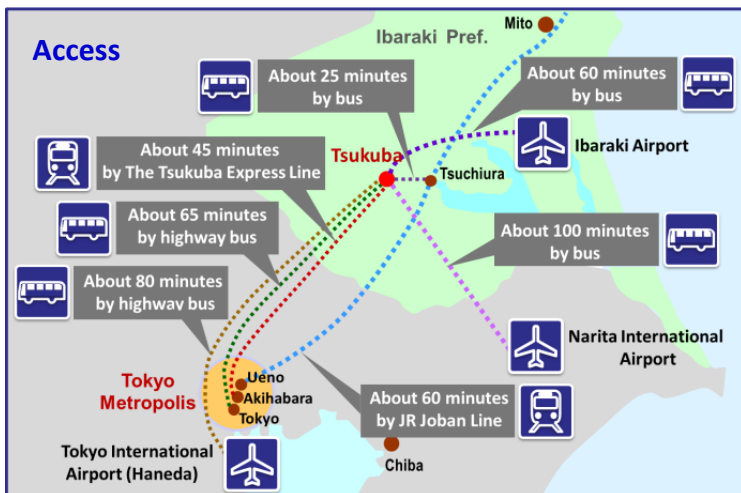 Access
Mito
Ibaraki Pref.
About 25 minutes
by bus
About 60 minutes
by bus
About 45 minutes
by The Tsukuba Express Line
Tsukuba
Tsuchiura
Ibaraki Airport
About 65 minutes
by highway bus
About 100 minutes
by bus
About 80 minutes
by highway bus
Narita International
Airport
Tokyo
Metropolis
Ueno
Akihabara
Tokyo
About 60 minutes
by JR Joban Line
Tokyo International
Airport (Haneda)
Chiba